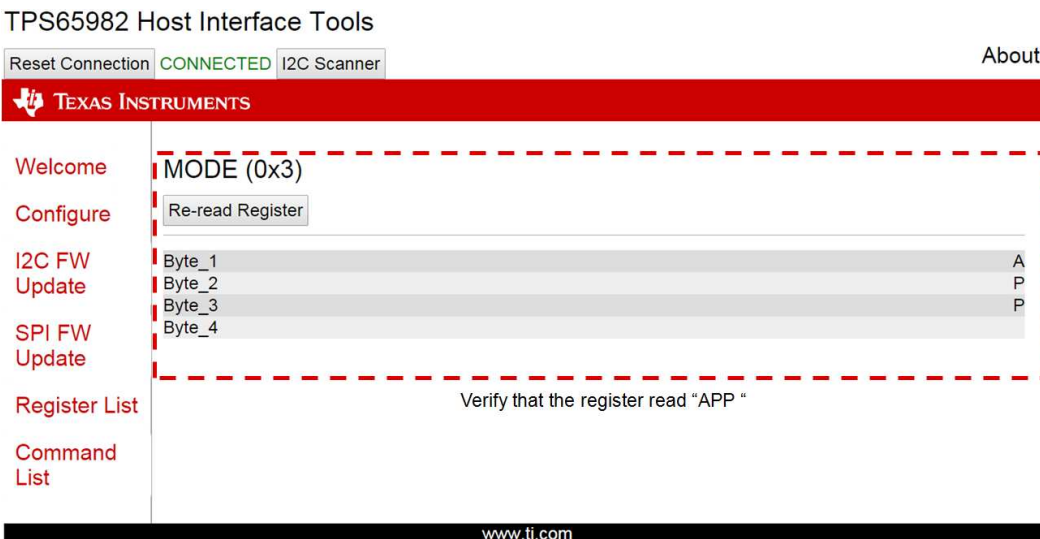 TPS65982 Host Interface Tools
Reset Connection CONNECTED I2C Scanner
About
TEXAS INSTRUMENTS
Welcome
Configure
I2C FW
Update
SPI FW
Update
Register List
Command
List
MODE (0x3)
Re-read Register
Byte_1 A
Byte_2 P
Byte_3 P
Byte_4
Verify that the register read “APP “
www.ti.com